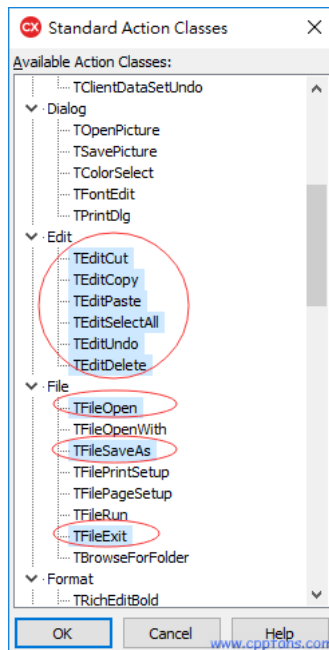 CX Standard Action Classes
Available Action Classes:
TClientDataSetUndo
Dialog
TOpenPicture
TSavePicture
TColorSelect
TFontEdit
TPrintDlg
Edit
TEditCut
TEditCopy
TEditPaste
TEditSelectAll
TEditUndo
TEditDelete
File
TFileOpen
TFileOpenWith
TFileSaveAs
TFilePrintSetup
TFilePageSetup
TFileRun
TFileExit
TBrowseForFolder
Format
TRichEditBold
OK Cancel Help
www.cppfans.com